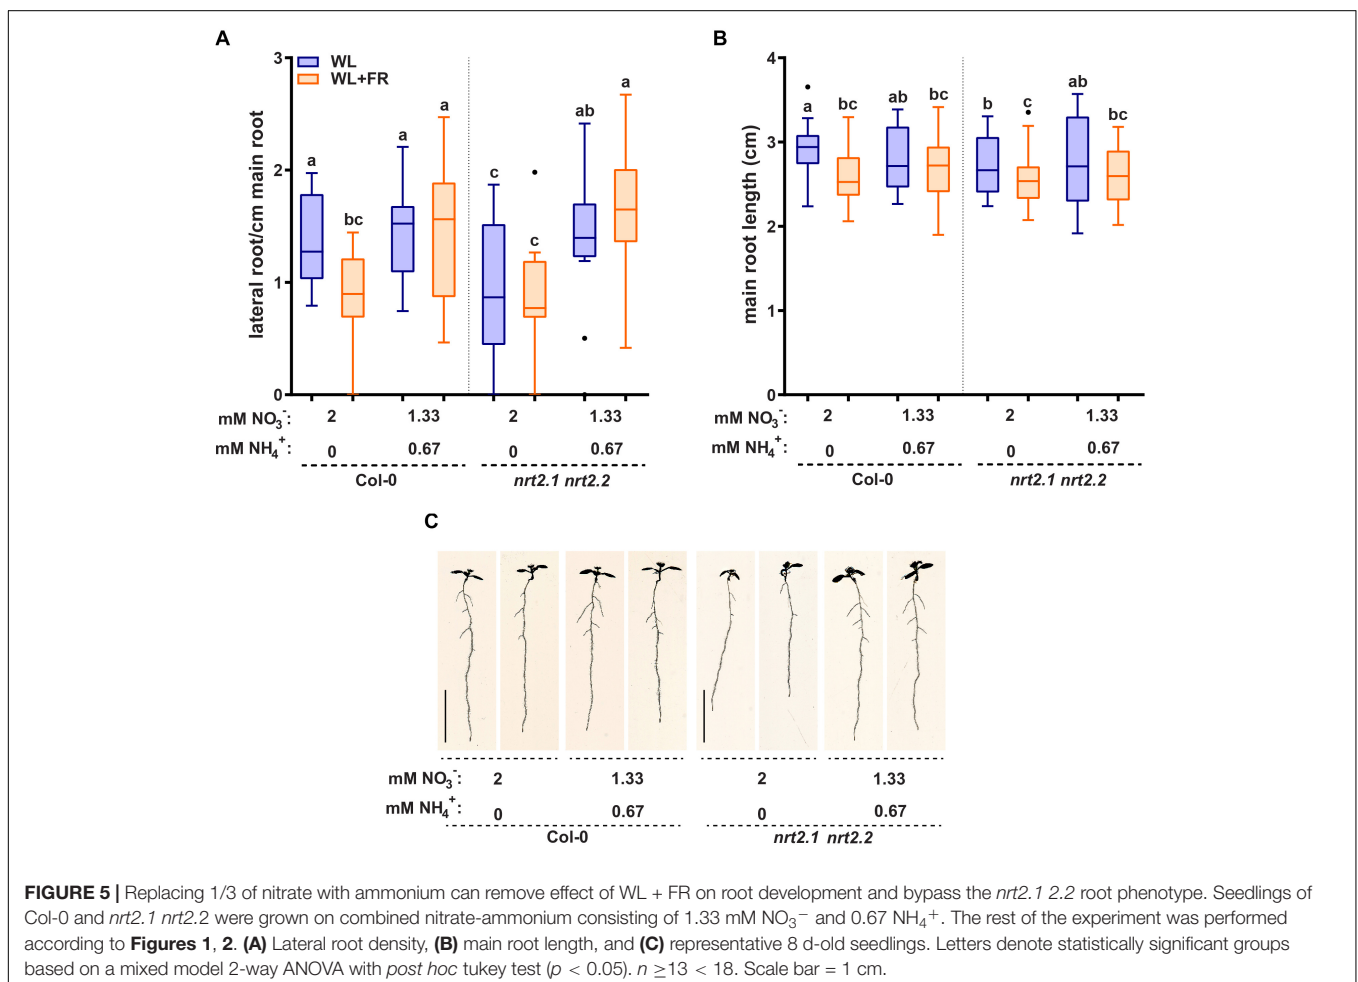 A
B
3
2
1
0
lateral root/cm main root
WL
WL+FR
a
bc
a
a
c
c
ab
a
mM NO₃⁻: 2 1.33 2 1.33
mM NH₄⁺: 0 0.67 0 0.67
Col-0 nrt2.1 nrt2.2
4
3
2
1
0
main root length (cm)
a
bc
ab
bc
b
c
ab
bc
mM NO₃⁻: 2 1.33 2 1.33
mM NH₄⁺: 0 0.67 0 0.67
Col-0 nrt2.1 nrt2.2
C
mM NO₃⁻: 2 1.33 2 1.33
mM NH₄⁺: 0 0.67 0 0.67
Col-0 nrt2.1 nrt2.2
FIGURE 5 | Replacing 1/3 of nitrate with ammonium can remove effect of WL + FR on root development and bypass the nrt2.1 2.2 root phenotype. Seedlings of
Col-0 and nrt2.1 nrt2.2 were grown on combined nitrate-ammonium consisting of 1.33 mM NO₃⁻ and 0.67 NH₄⁺. The rest of the experiment was performed
according to Figures 1, 2. (A) Lateral root density, (B) main root length, and (C) representative 8 d-old seedlings. Letters denote statistically significant groups
based on a mixed model 2-way ANOVA with post hoc tukey test (p < 0.05). n ≥13 < 18. Scale bar = 1 cm.